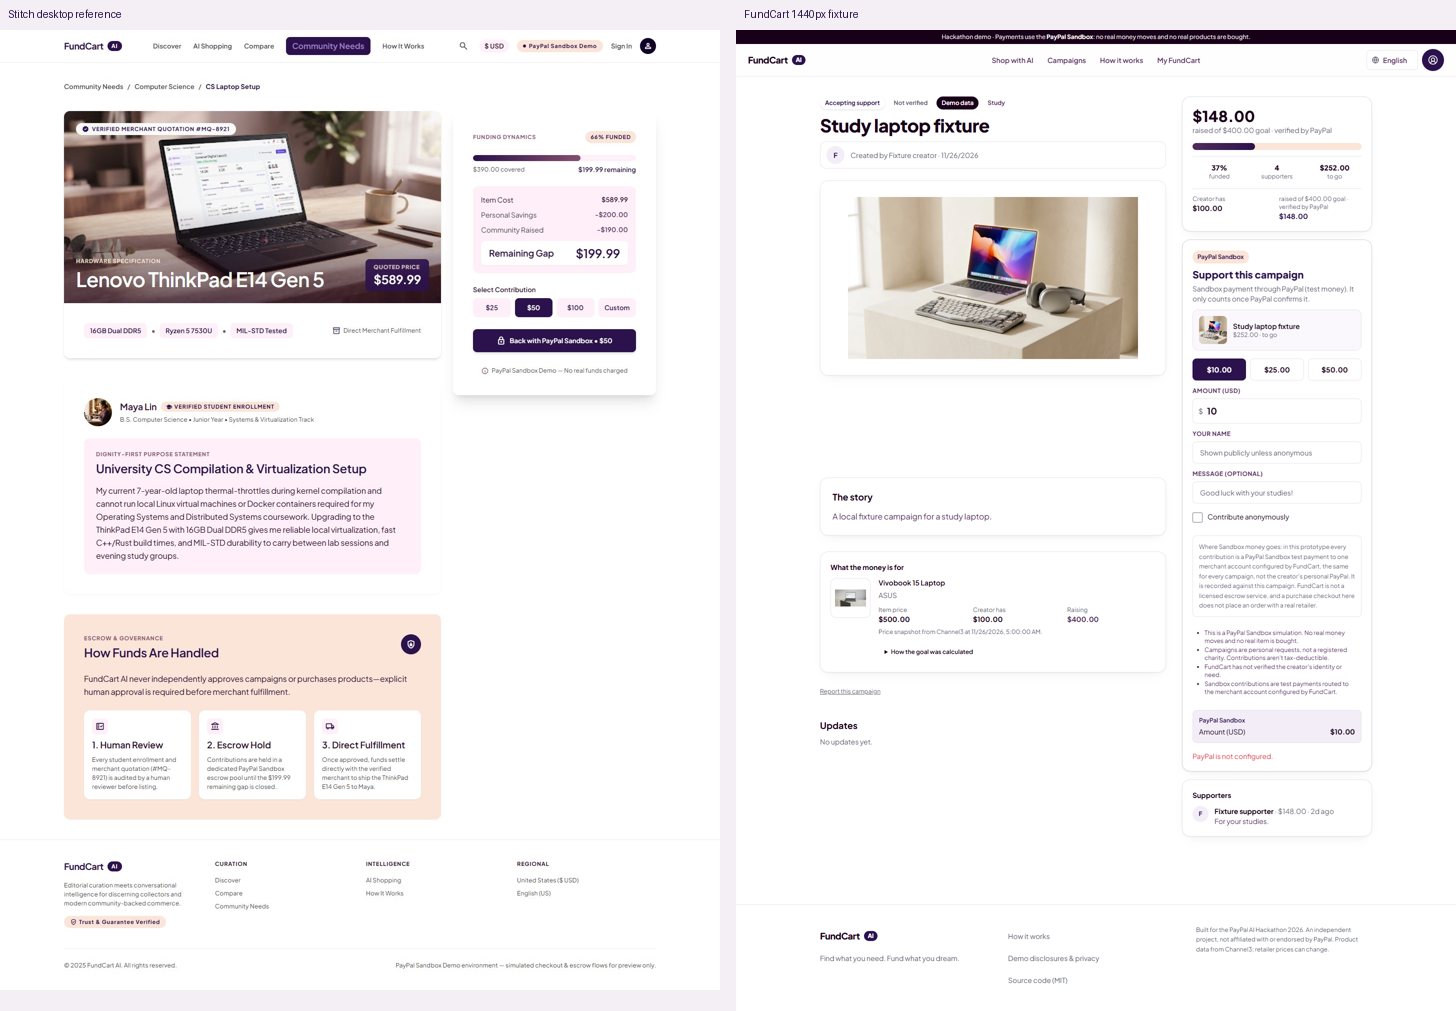 Stitch desktop reference
FundCart AI
Discover
AI Shopping
Compare
Community Needs
How It Works
$ USD
PayPal Sandbox Demo
Sign In
Community Needs / Computer Science / CS Laptop Setup
VERIFIED MERCHANT QUOTATION #MQ-8921
HARDWARE SPECIFICATION
Lenovo ThinkPad E14 Gen 5
QUOTED PRICE
$589.99
16GB Dual DDR5 • Ryzen 5 7530U • MIL-STD Tested
Direct Merchant Fulfillment
FUNDING DYNAMICS
66% FUNDED
$390.00 covered
$199.99 remaining
Item Cost $589.99
Personal Savings -$200.00
Community Raised -$190.00
Remaining Gap $199.99
Select Contribution
$25
$50
$100
Custom
Back with PayPal Sandbox • $50
PayPal Sandbox Demo — No real funds charged
Maya Lin
VERIFIED STUDENT ENROLLMENT
B.S. Computer Science • Junior Year • Systems & Virtualization Track
DIGNITY-FIRST PURPOSE STATEMENT
University CS Compilation & Virtualization Setup
My current 7-year-old laptop thermal-throttles during kernel compilation and
cannot run local Linux virtual machines or Docker containers required for my
Operating Systems and Distributed Systems coursework. Upgrading to the
ThinkPad E14 Gen 5 with 16GB Dual DDR5 gives me reliable local virtualization, fast
C++/Rust build times, and MIL-STD durability to carry between lab sessions and
evening study groups.
ESCROW & GOVERNANCE
How Funds Are Handled
FundCart AI never independently approves campaigns or purchases products—explicit
human approval is required before merchant fulfillment.
1. Human Review
Every student enrollment and
merchant quotation (#MQ-
8921) is audited by a human
reviewer before listing.
2. Escrow Hold
Contributions are held in a
dedicated PayPal Sandbox
escrow pool until the $199.99
remaining gap is closed.
3. Direct Fulfillment
Once approved, funds settle
directly with the verified
merchant to ship the ThinkPad
E14 Gen 5 to Maya.
FundCart AI
Editorial curation meets conversational
intelligence for discerning collectors and
modern community-backed commerce.
Trust & Guarantee Verified
CURATION
Discover
Compare
Community Needs
INTELLIGENCE
AI Shopping
How It Works
REGIONAL
United States ($ USD)
English (US)
© 2025 FundCart AI. All rights reserved.
PayPal Sandbox Demo environment — simulated checkout & escrow flows for preview only.
FundCart 1440px fixture
Hackathon demo · Payments use the PayPal Sandbox: no real money moves and no real products are bought.
FundCart AI
Shop with AI
Campaigns
How it works
My FundCart
English
Accepting support
Not verified
Demo data
Study
Study laptop fixture
F
Created by Fixture creator · 11/26/2026
The story
A local fixture campaign for a study laptop.
What the money is for
Vivobook 15 Laptop
ASUS
Item price
$500.00
Creator has
$100.00
Raising
$400.00
Price snapshot from Channel3 at 11/26/2026, 5:00:00 AM.
How the goal was calculated
Report this campaign
Updates
No updates yet.
$148.00
raised of $400.00 goal · verified by PayPal
37%
funded
4
supporters
$252.00
to go
Creator has
$100.00
raised of $400.00 goal ·
verified by PayPal
$148.00
PayPal Sandbox
Support this campaign
Sandbox payment through PayPal (test money). It
only counts once PayPal confirms it.
Study laptop fixture
$252.00 · to go
$10.00
$25.00
$50.00
AMOUNT (USD)
$ 10
YOUR NAME
Shown publicly unless anonymous
MESSAGE (OPTIONAL)
Good luck with your studies!
Contribute anonymously
Where Sandbox money goes: in this prototype every
contribution is a PayPal Sandbox test payment to one
merchant account configured by FundCart, the same
for every campaign, not the creator's personal PayPal. It
is recorded against this campaign. FundCart is not a
licensed escrow service, and a purchase checkout here
does not place an order with a real retailer.
• This is a PayPal Sandbox simulation. No real money
moves and no real item is bought.
• Campaigns are personal requests, not a registered
charity. Contributions aren't tax-deductible.
• FundCart has not verified the creator's identity or
need.
• Sandbox contributions are test payments routed to
the merchant account configured by FundCart.
PayPal Sandbox
Amount (USD) $10.00
PayPal is not configured
Supporters
F
Fixture supporter · $148.00 · 2d ago
For your studies.
FundCart AI
Find what you need. Fund what you dream.
How it works
Demo disclosures & privacy
Source code (MIT)
Built for the PayPal AI Hackathon 2026. An independent
project, not affiliated with or endorsed by PayPal. Product
data from Channel3; retailer prices can change.